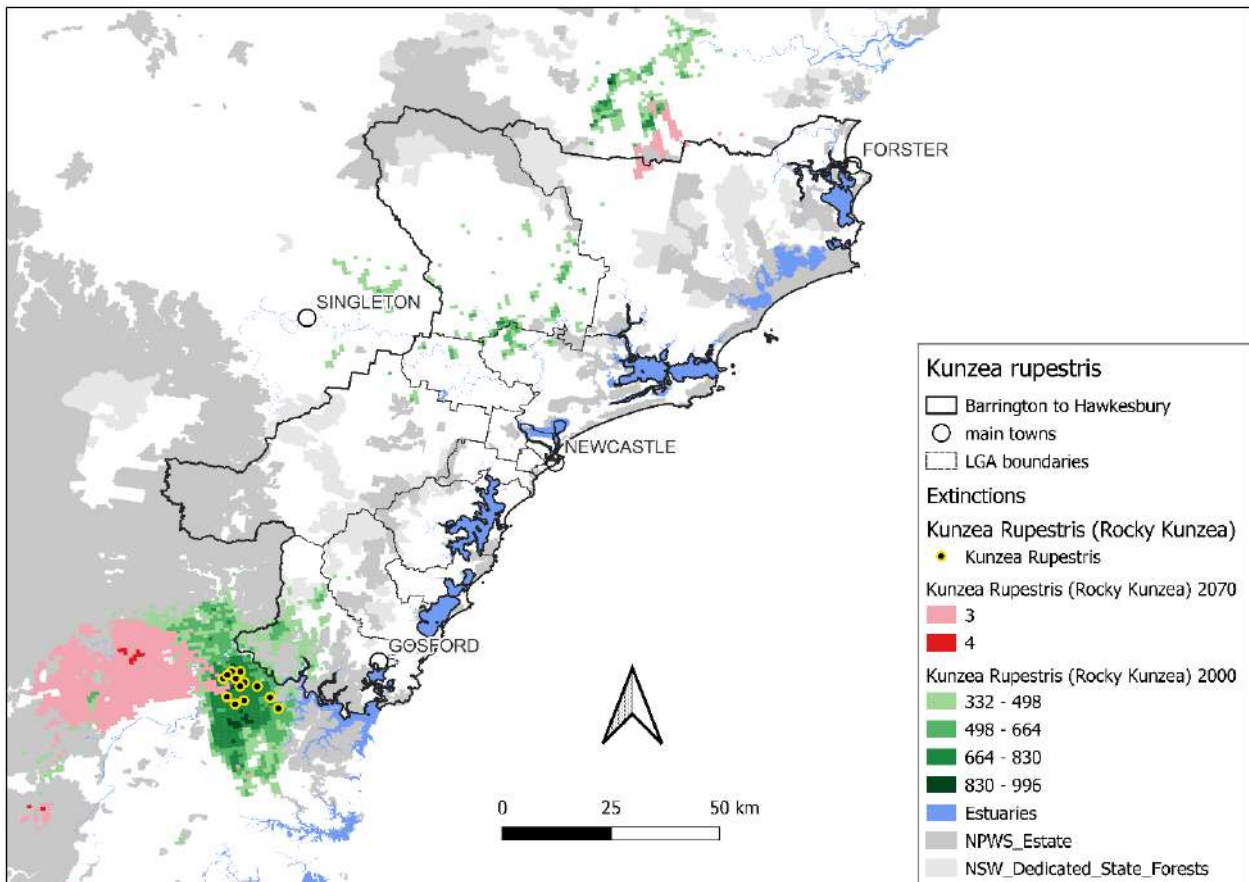 FORSTER
SINGLETON
NEWCASTLE
GOSFORD
0 25 50 km
Kunzea rupestris
Barrington to Hawkesbury
main towns
LGA boundaries
Extinctions
Kunzea Rupestris (Rocky Kunzea)
Kunzea Rupestris
Kunzea Rupestris (Rocky Kunzea) 2070
3
4
Kunzea Rupestris (Rocky Kunzea) 2000
332 - 498
498 - 664
664 - 830
830 - 996
Estuaries
NPWS_Estate
NSW_Dedicated_State_Forests